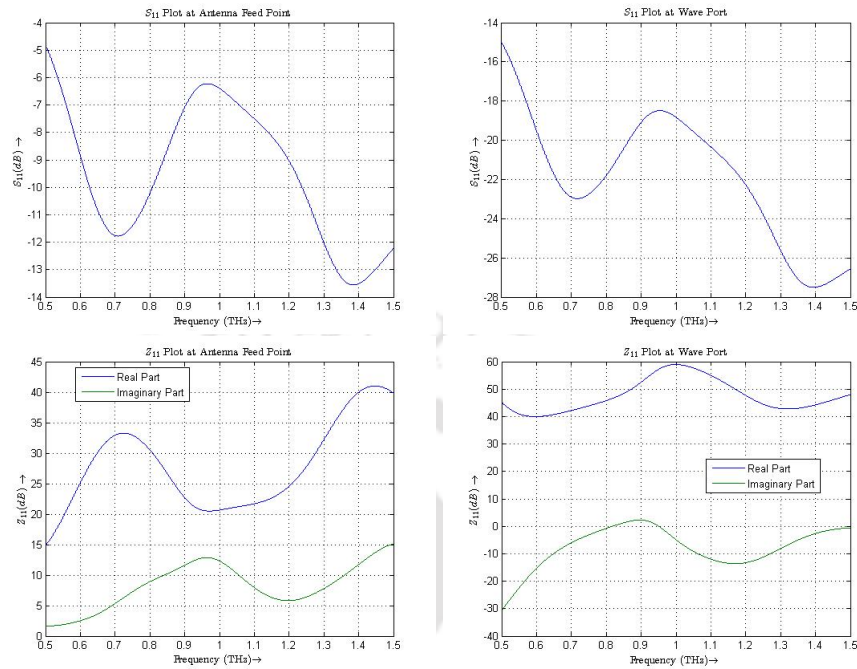 S11 Plot at Antenna Feed Point
-4
-5
-6
-7
-8
-9
-10
-11
-12
-13
-14
S11(dB) →
0.5 0.6 0.7 0.8 0.9 1 1.1 1.2 1.3 1.4 1.5
Frequency (THz)→
S11 Plot at Wave Port
-14
-16
-18
-20
-22
-24
-26
-28
S11(dB) →
0.5 0.6 0.7 0.8 0.9 1 1.1 1.2 1.3 1.4 1.5
Frequency (THz)→
Z11 Plot at Antenna Feed Point
45
40
35
30
25
20
15
10
5
0
Z11(dB) →
Real Part
Imaginary Part
0.5 0.6 0.7 0.8 0.9 1 1.1 1.2 1.3 1.4 1.5
Frequency (THz)→
Z11 Plot at Wave Port
60
50
40
30
20
10
0
-10
-20
-30
-40
Z11(dB) →
Real Part
Imaginary Part
0.5 0.6 0.7 0.8 0.9 1 1.1 1.2 1.3 1.4 1.5
Frequency (THz)→